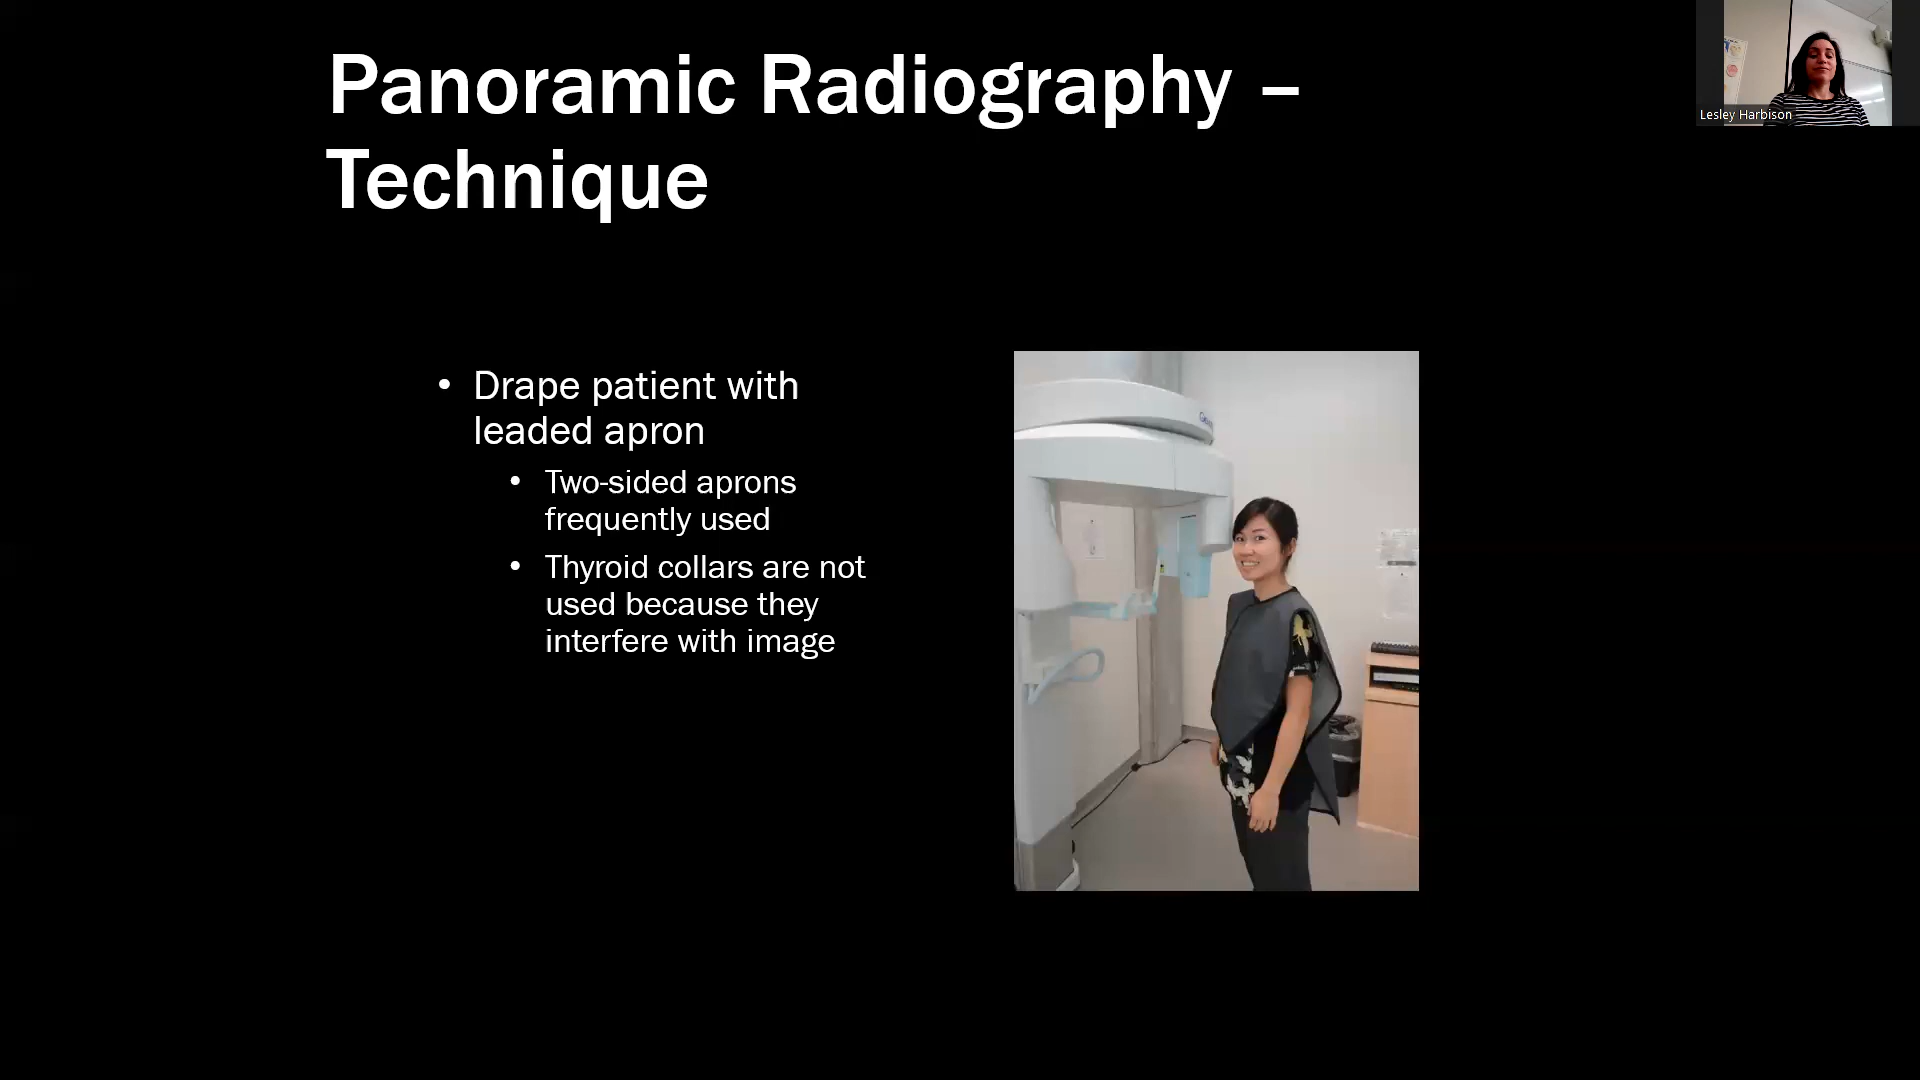 Panoramic Radiography –
Technique
Lesley Harbison
• Drape patient with
leaded apron
• Two-sided aprons
frequently used
• Thyroid collars are not
used because they
interfere with image